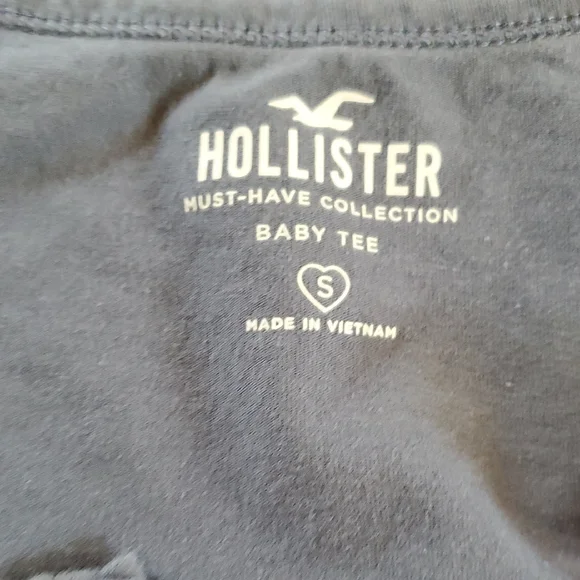 HOLLISTER
MUST-HAVE COLLECTION
BABY TEE
S
MADE IN VIETNAM